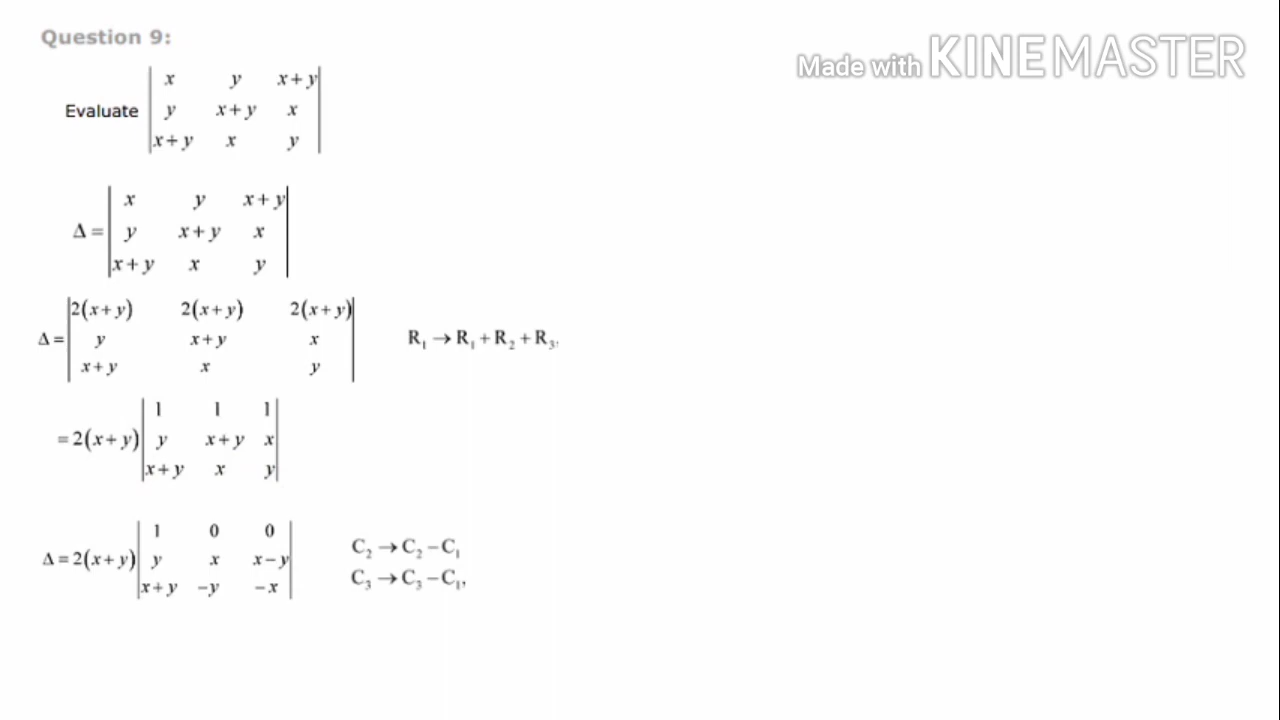 Question 9:
Made with KINEMASTER
x y x+y
Evaluate y x+y x
x+y x y
x y x+y
Δ= y x+y x
x+y x y
2(x+y) 2(x+y) 2(x+y)
Δ= y x+y x R₁ → R₁ + R₂ + R₃,
x+y x y
1 1 1
= 2(x+y) y x+y x
x+y x y
1 0 0
Δ = 2(x+y) y x x−y
x+y −y −x
C₂ → C₂ − C₁
C₃ → C₃ − C₁,